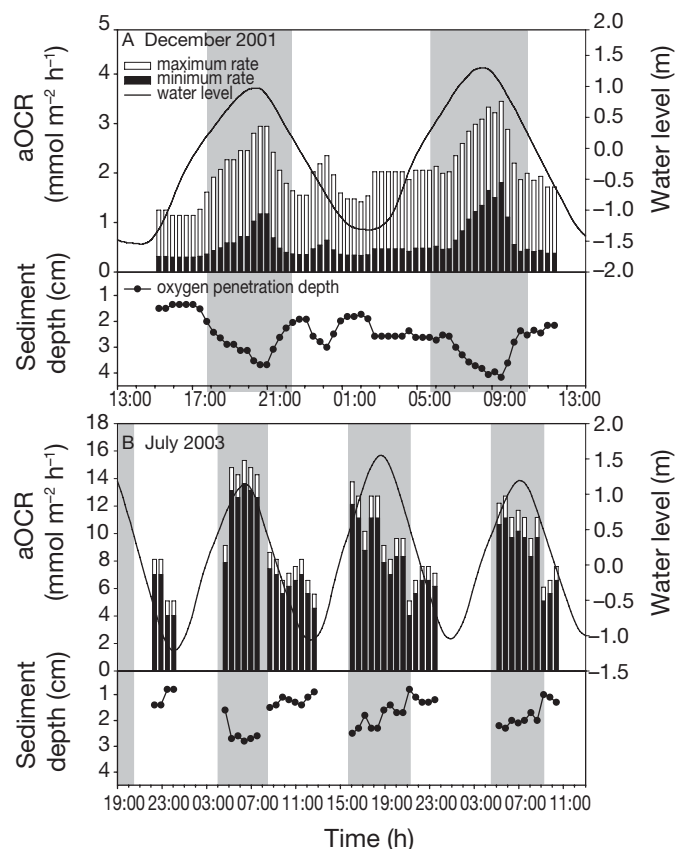 A December 2001
maximum rate
minimum rate
water level
aOCR
(mmol m⁻² h⁻¹)
5
4
3
2
1
0
2.0
1.5
1.0
0.5
0.0
−0.5
−1.0
−1.5
−2.0
Water level (m)
Sediment
depth (cm)
1
2
3
4
oxygen penetration depth
13:00 17:00 21:00 01:00 05:00 09:00 13:00
B July 2003
aOCR
(mmol m⁻² h⁻¹)
18
16
14
12
10
8
6
4
2
0
2.0
1.5
1.0
0.5
0.0
−0.5
−1.0
−1.5
Water level (m)
Sediment
depth (cm)
1
2
3
4
19:00 23:00 03:00 07:00 11:00 15:00 19:00 23:00 03:00 07:00 11:00
Time (h)